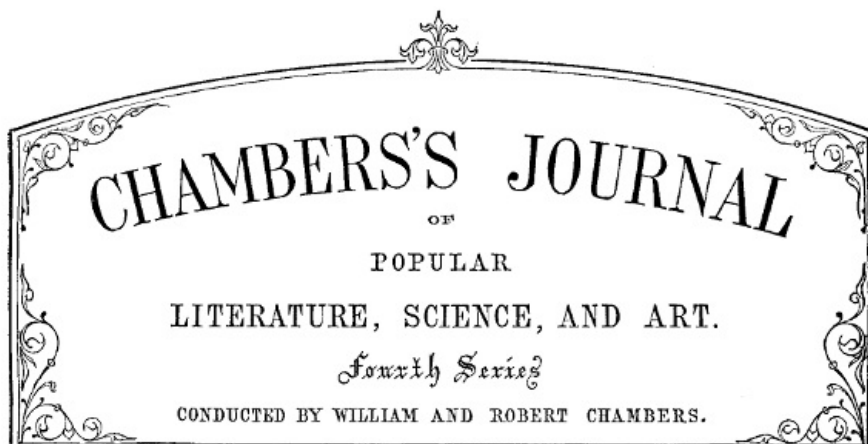 CHAMBERS'S JOURNAL
OF
POPULAR
LITERATURE, SCIENCE, AND ART.
Fourth Series
CONDUCTED BY WILLIAM AND ROBERT CHAMBERS.